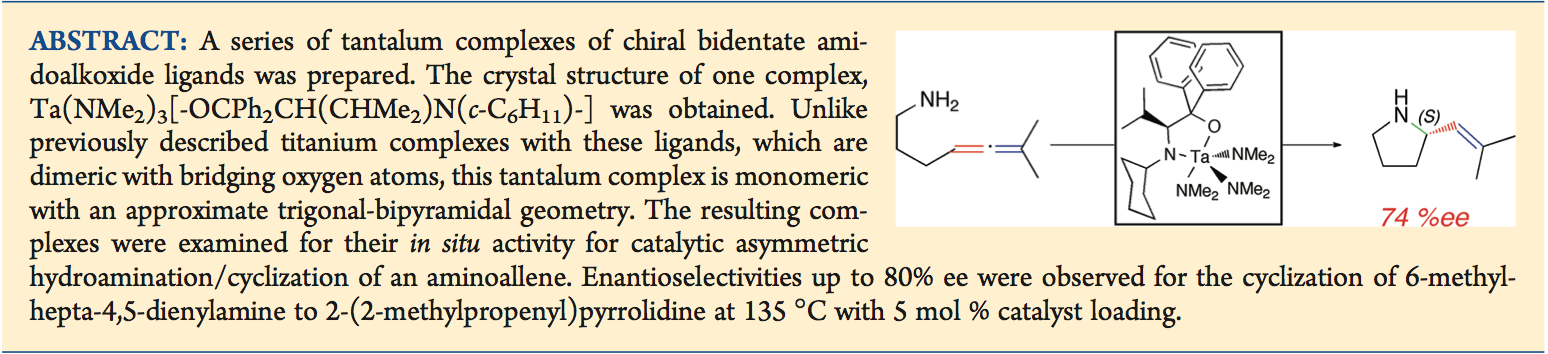 ABSTRACT: A series of tantalum complexes of chiral bidentate ami-
doalkoxide ligands was prepared. The crystal structure of one complex,
Ta(NMe₂)₃[-OCPh₂CH(CHMe₂)N(c-C₆H₁₁)-] was obtained. Unlike
previously described titanium complexes with these ligands, which are
dimeric with bridging oxygen atoms, this tantalum complex is monomeric
with an approximate trigonal-bipyramidal geometry. The resulting com-
plexes were examined for their in situ activity for catalytic asymmetric
hydroamination/cyclization of an aminoallene. Enantioselectivities up to 80% ee were observed for the cyclization of 6-methyl-
hepta-4,5-dienylamine to 2-(2-methylpropenyl)pyrrolidine at 135 °C with 5 mol % catalyst loading.
NH₂
O
N Ta NMe₂
NMe₂ NMe₂
H
N (S)
74 %ee